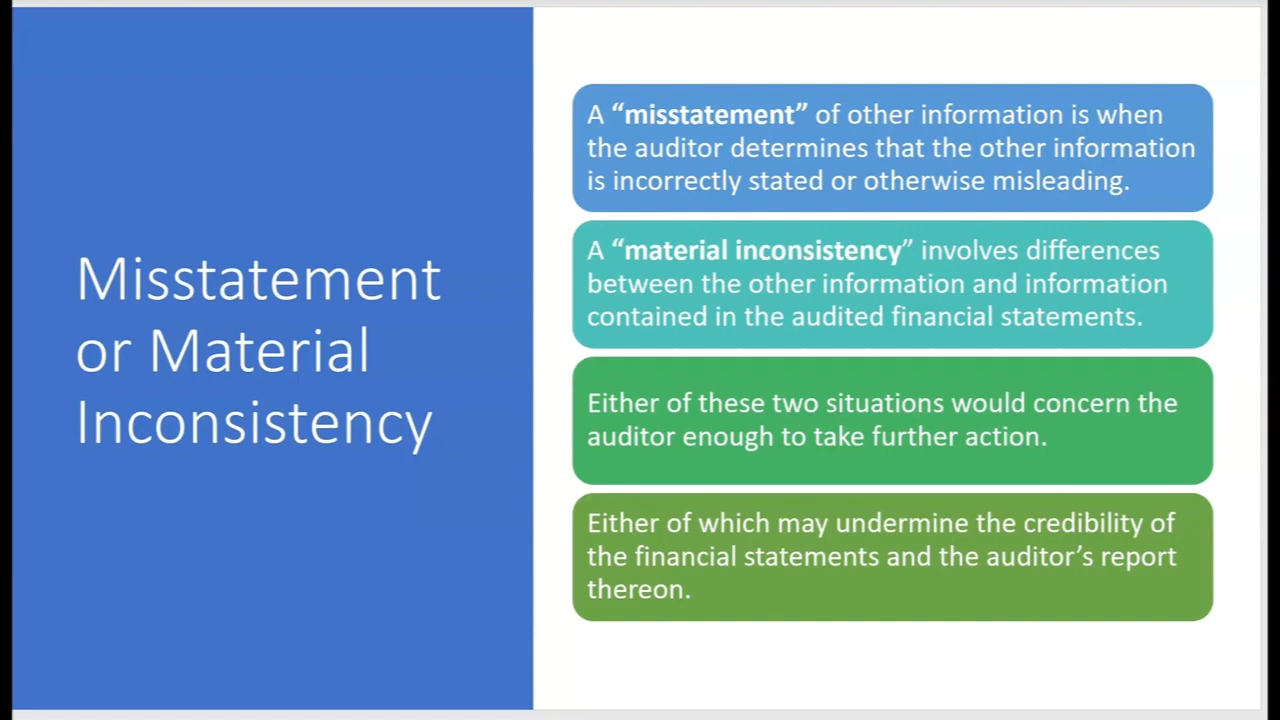 Misstatement
or Material
Inconsistency
A “misstatement” of other information is when
the auditor determines that the other information
is incorrectly stated or otherwise misleading.
A “material inconsistency” involves differences
between the other information and information
contained in the audited financial statements.
Either of these two situations would concern the
auditor enough to take further action.
Either of which may undermine the credibility of
the financial statements and the auditor’s report
thereon.